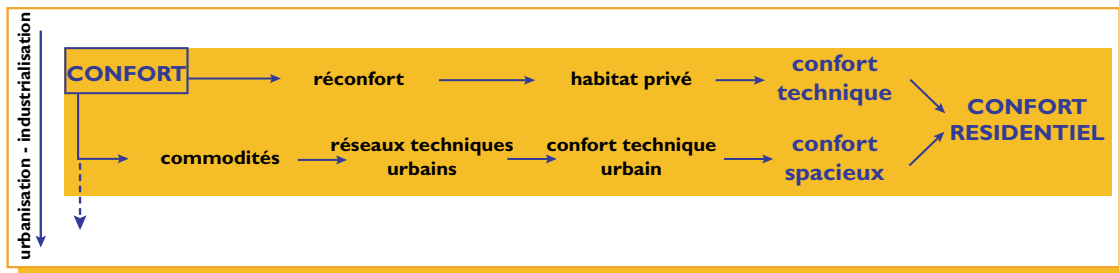 urbanisation - industrialisation
CONFORT
réconfort
habitat privé
confort
technique
commodités
réseaux techniques
urbains
confort technique
urbain
confort
spacieux
CONFORT
RESIDENTIEL